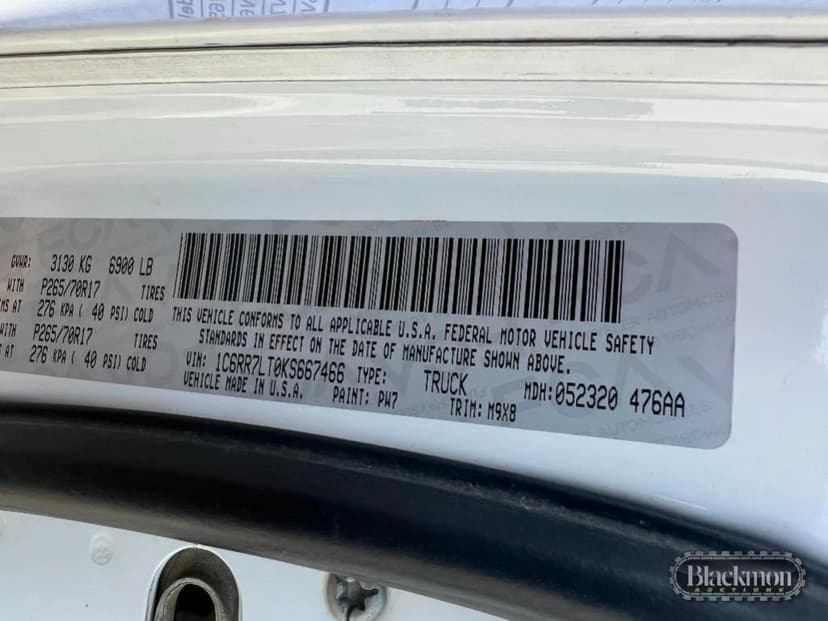 GVWR: 3130 KG 6900 LB
WITH P265/70R17 TIRES
MS AT 276 KPA ( 40 PSI) COLD
WITH P265/70R17 TIRES
MS AT 276 KPA ( 40 PSI) COLD
THIS VEHICLE CONFORMS TO ALL APPLICABLE U.S.A. FEDERAL MOTOR VEHICLE SAFETY
STANDARDS IN EFFECT ON THE DATE OF MANUFACTURE SHOWN ABOVE.
VIN: 1C6RR7LT0KS667466 TYPE: TRUCK MDH: 052320 476AA
VEHICLE MADE IN U.S.A. PAINT: PW7 TRIM: M9X8
Blackmon
AUCTIONS